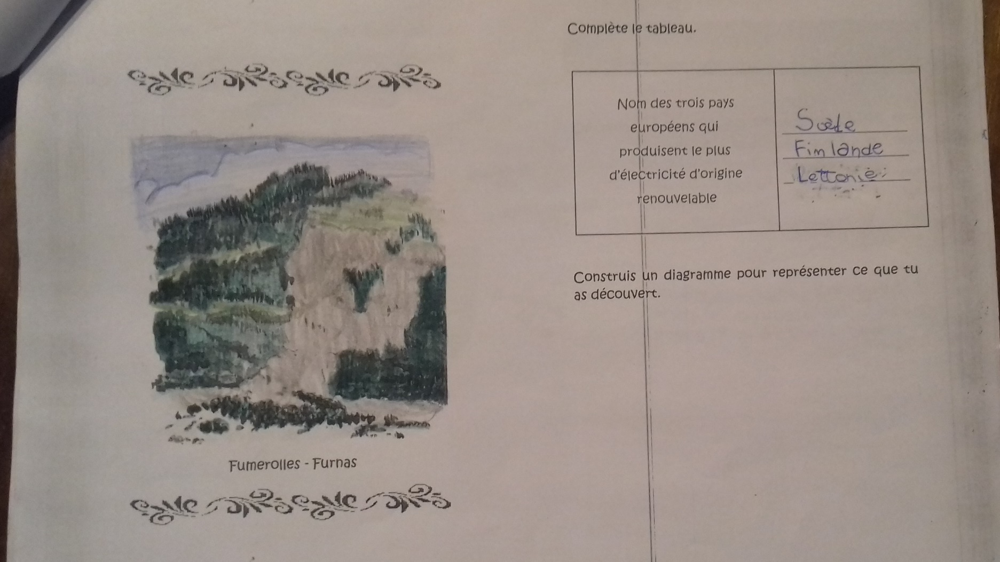 Fumerolles - Furnas
Complète le tableau.
Nom des trois pays
européens qui
produisent le plus
d'électricité d'origine
renouvelable
Suède
Finlande
Lettonie
Construis un diagramme pour représenter ce que tu
as découvert.